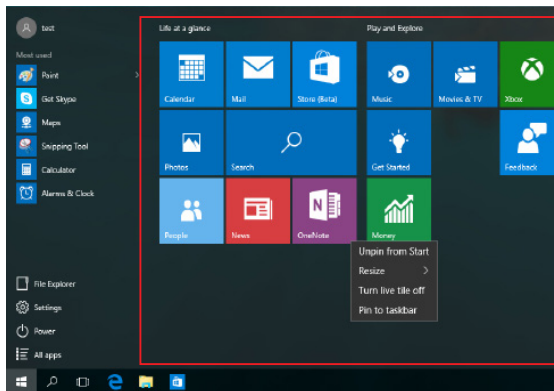 test
Most used
Paint
Get Skype
Maps
Snipping Tool
Calculator
Alarms & Clock
File Explorer
Settings
Power
All apps
Life at a glance
Calendar
Mail
Store (Beta)
Photos
Search
People
News
OneNote
Play and Explore
Music
Movies & TV
Xbox
Get Started
Feedback
Money
Unpin from Start
Resize
Turn live tile off
Pin to taskbar